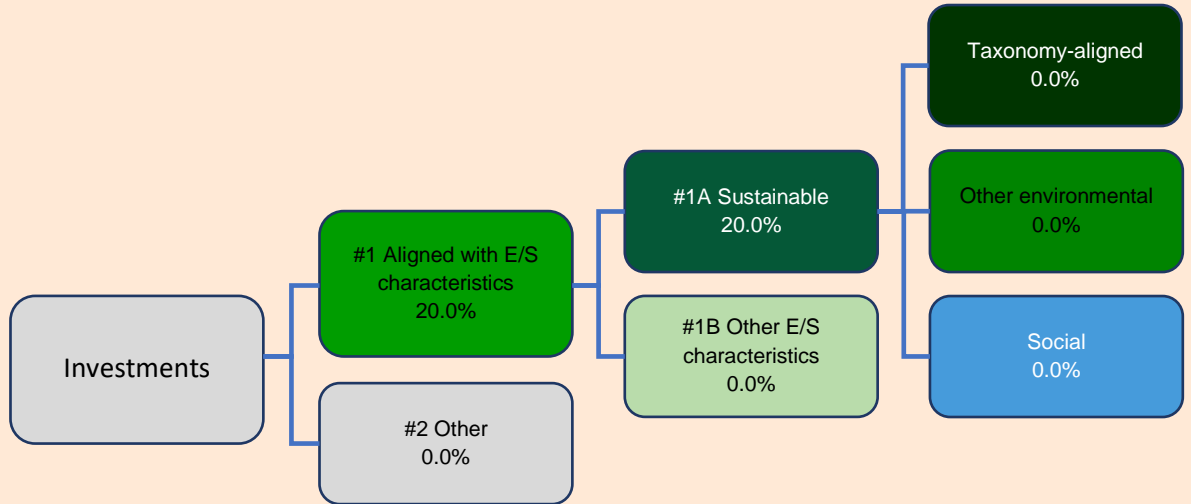 Investments
#1 Aligned with E/S
characteristics
20.0%
#2 Other
0.0%
#1A Sustainable
20.0%
#1B Other E/S
characteristics
0.0%
Taxonomy-aligned
0.0%
Other environmental
0.0%
Social
0.0%